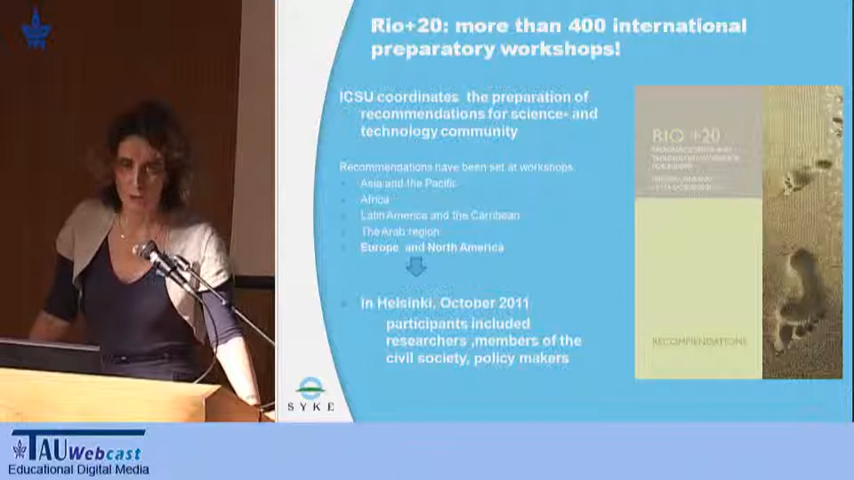 Rio+20: more than 400 international
preparatory workshops!
ICSU coordinates the preparation of
recommendations for science- and
technology community
Recommendations have been set at workshops
Asia and the Pacific
Africa
Latin America and the Carribean
The Arab region
Europe and North America
In Helsinki, October 2011
participants included
researchers ,members of the
civil society, policy makers
RIO +20
RECOMMENDATIONS
SYKE
TAU Webcast
Educational Digital Media